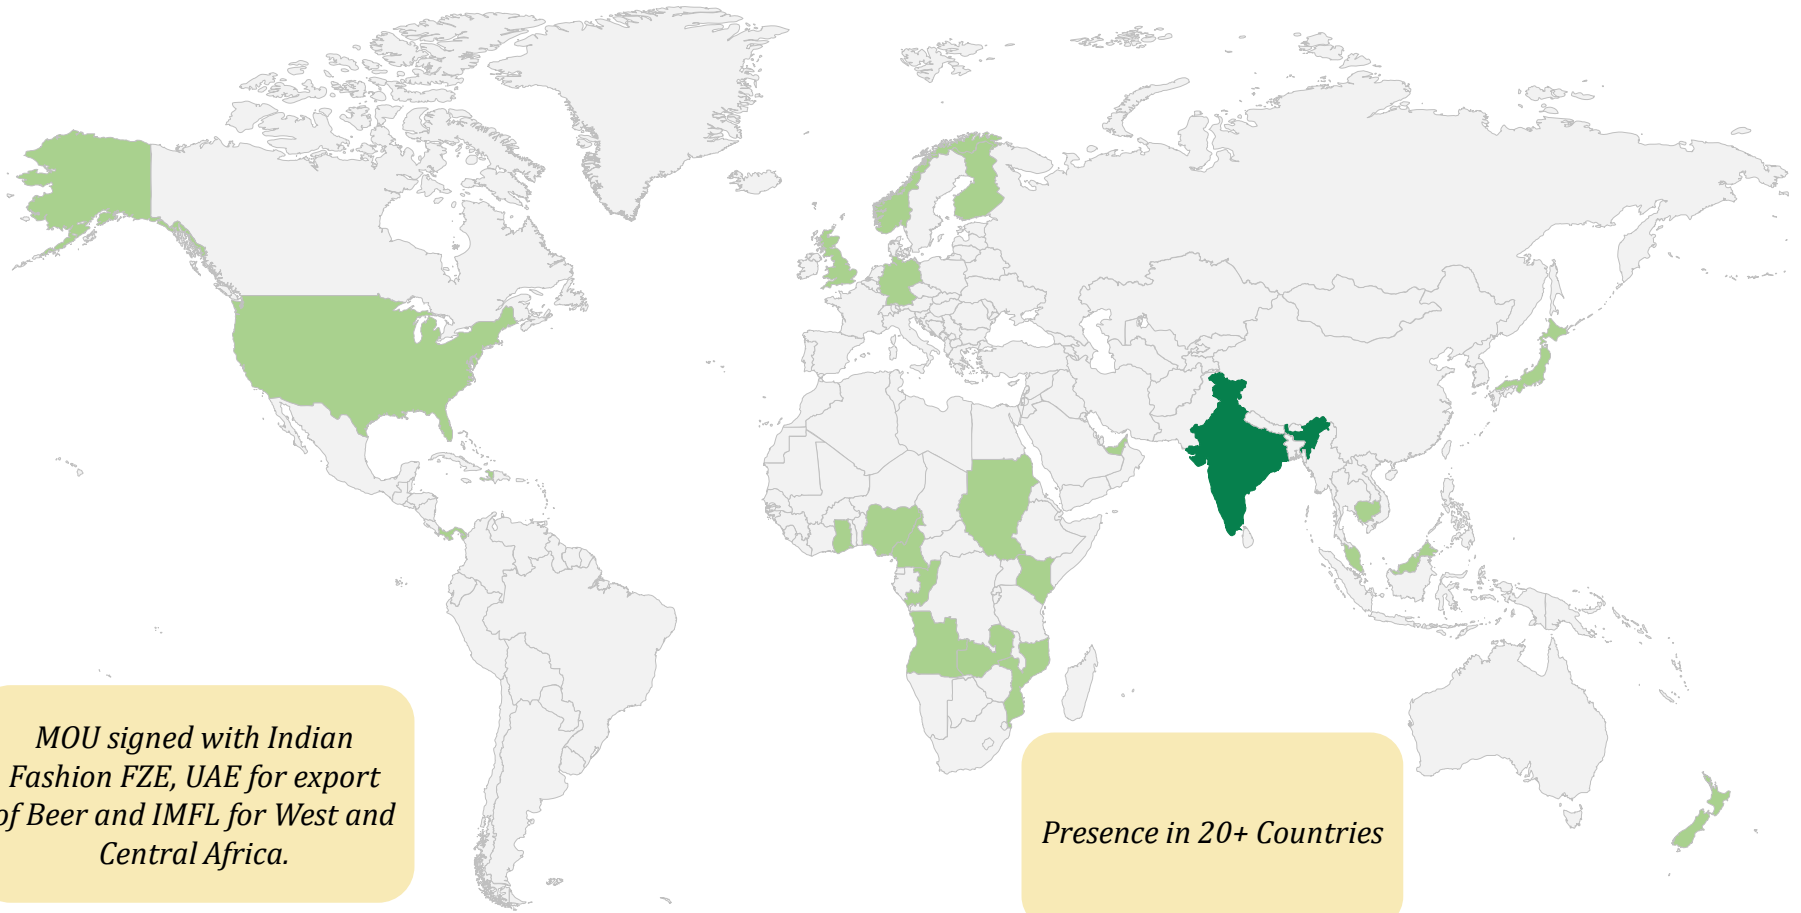 MOU signed with Indian
Fashion FZE, UAE for export
of Beer and IMFL for West and
Central Africa.
Presence in 20+ Countries